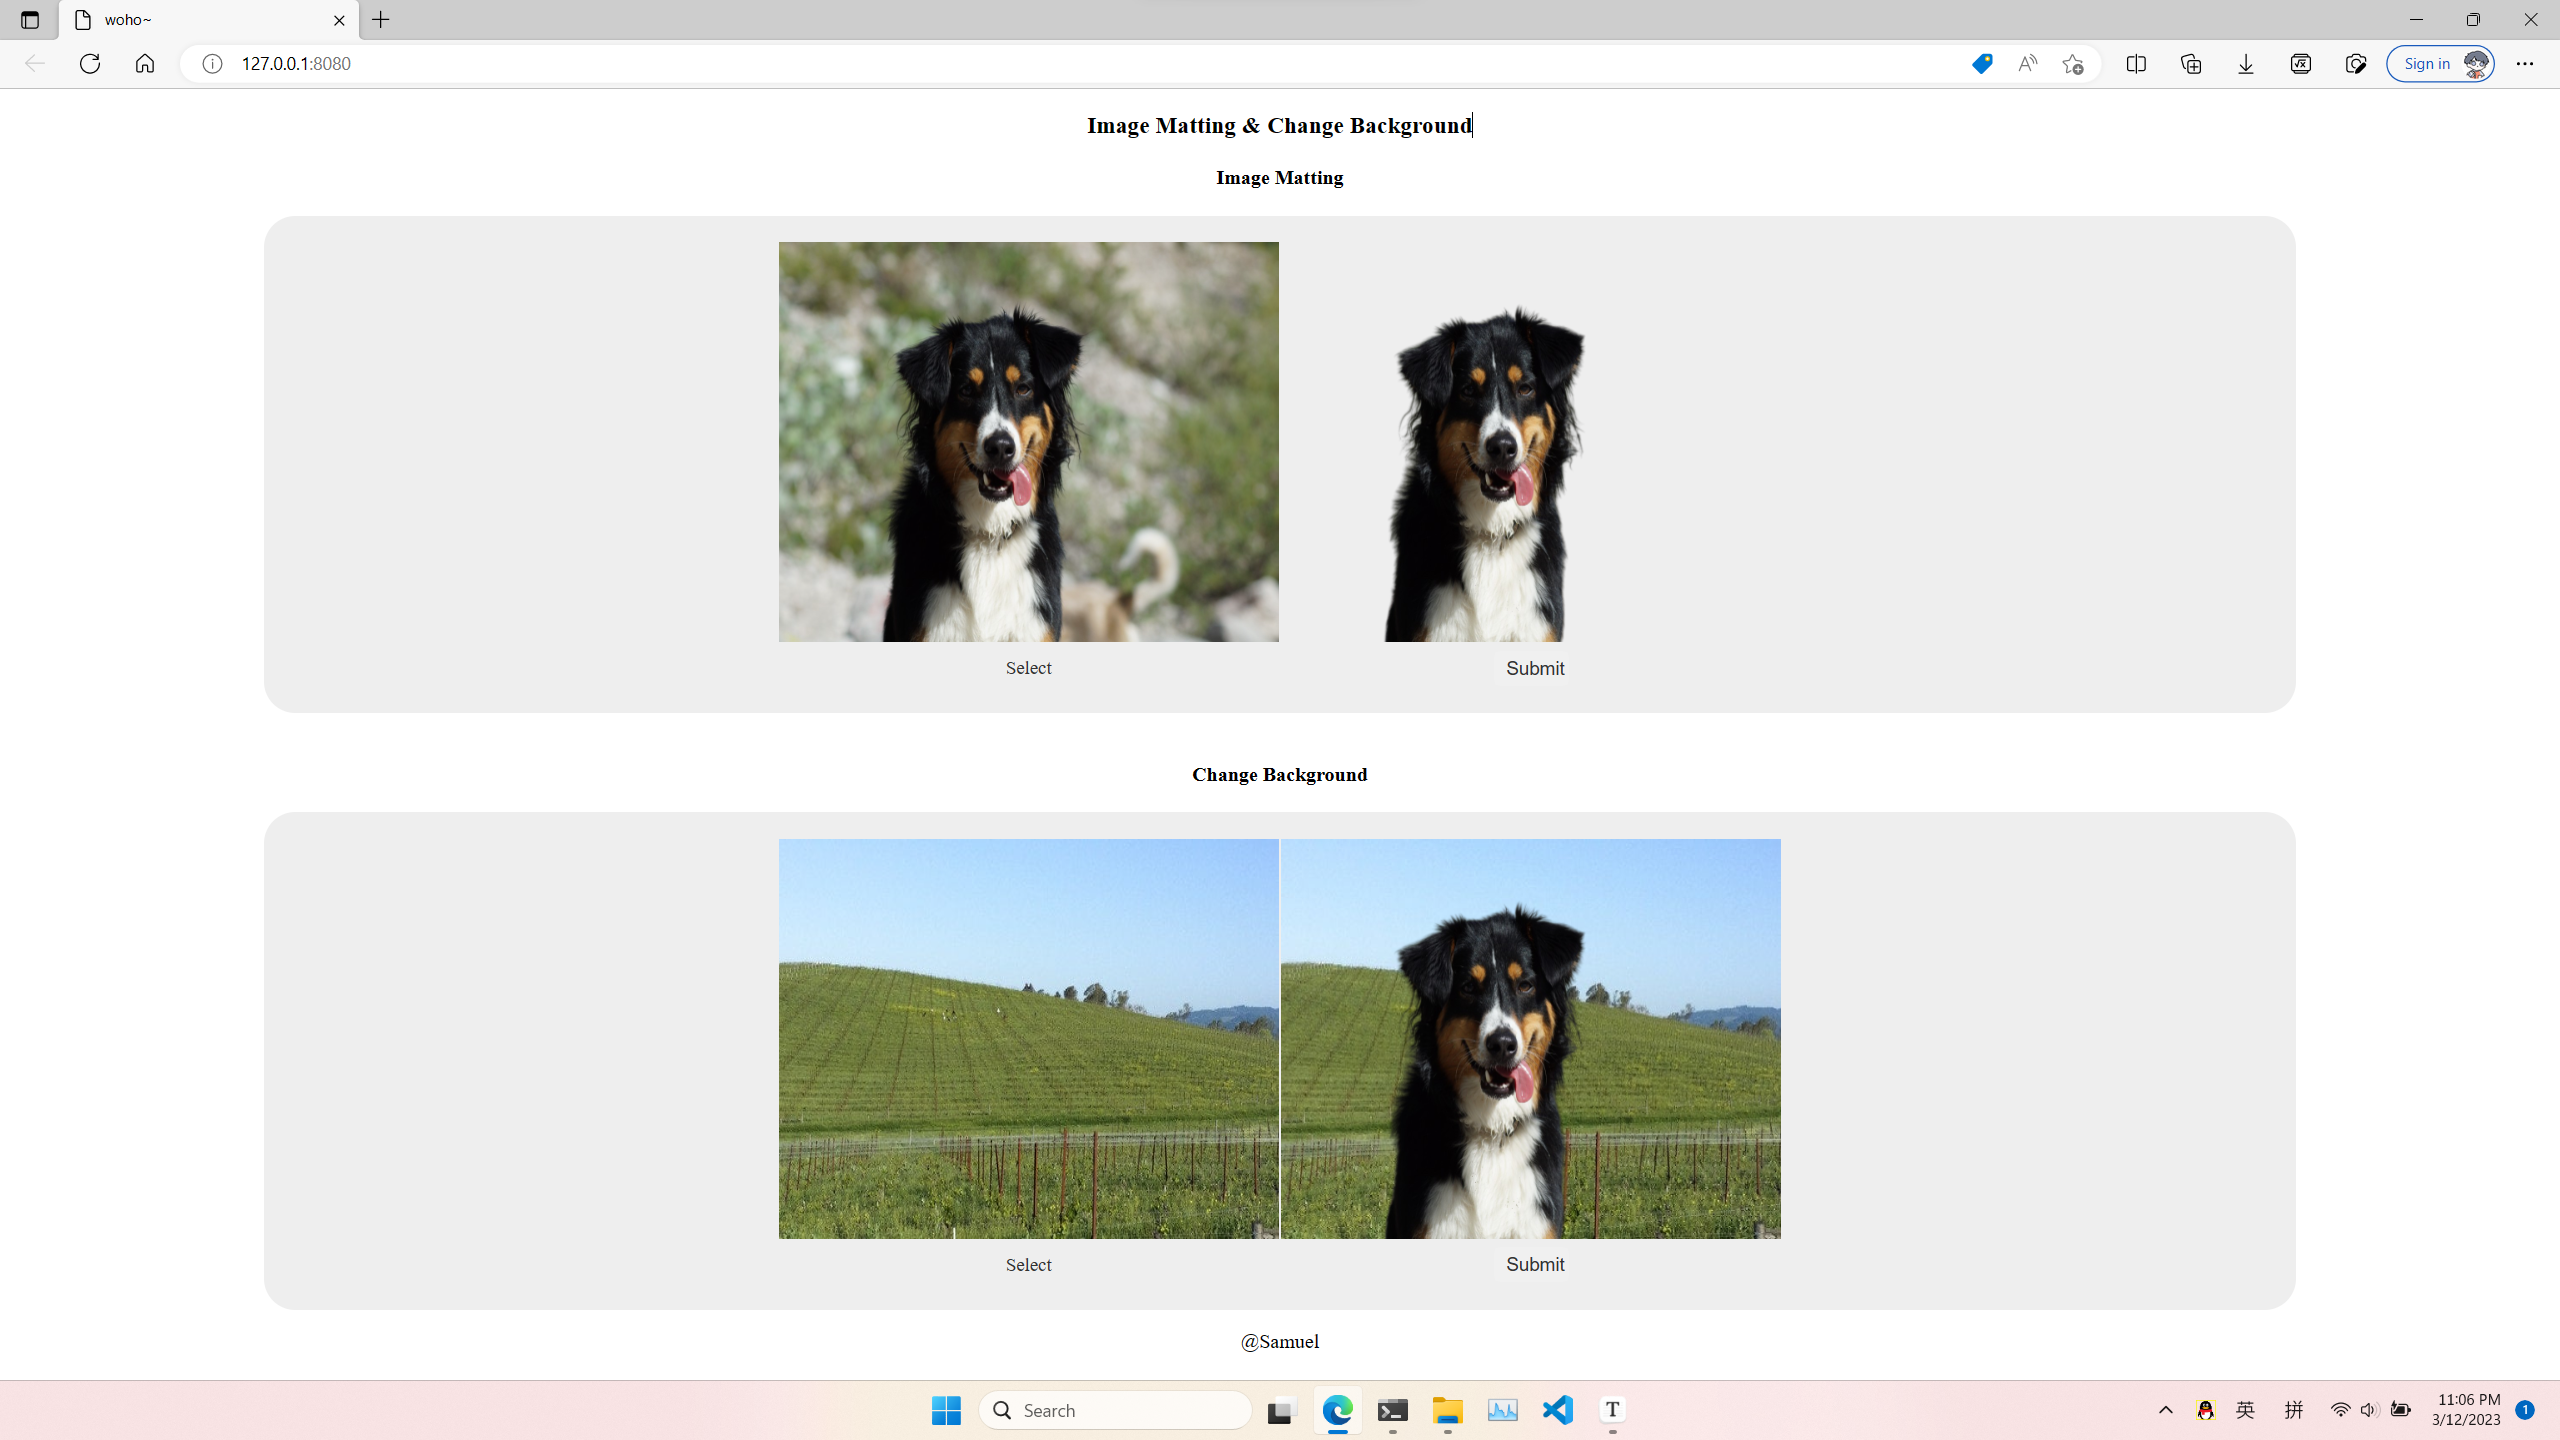 woho~
127.0.0.1:8080
Sign in
Image Matting & Change Background
Image Matting
Select
Submit
Change Background
Select
Submit
@Samuel
Search
T
英
拼
11:06 PM
3/12/2023
1